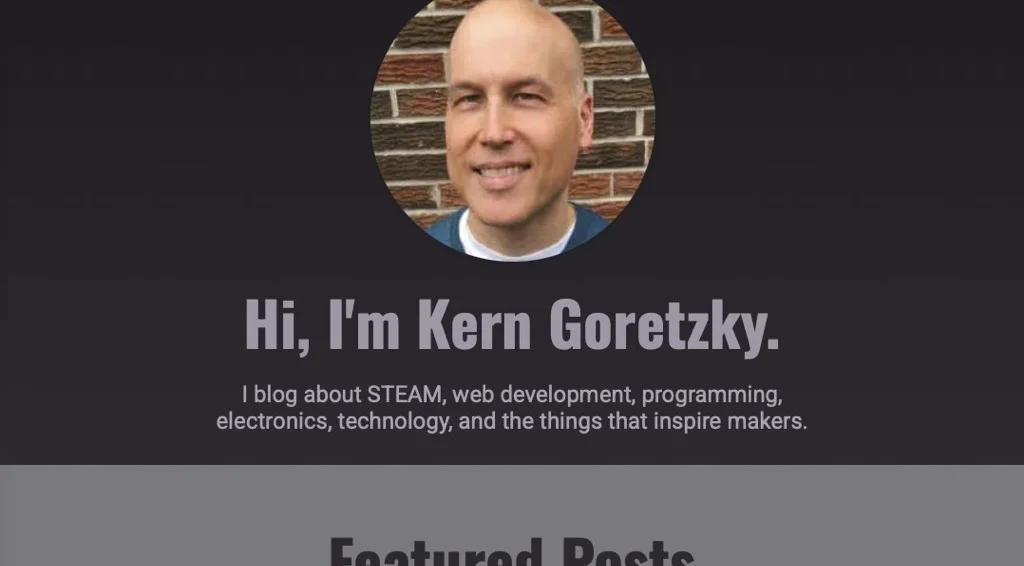 Hi, I'm Kern Goretzky.
I blog about STEAM, web development, programming,
electronics, technology, and the things that inspire makers.
Featured Posts